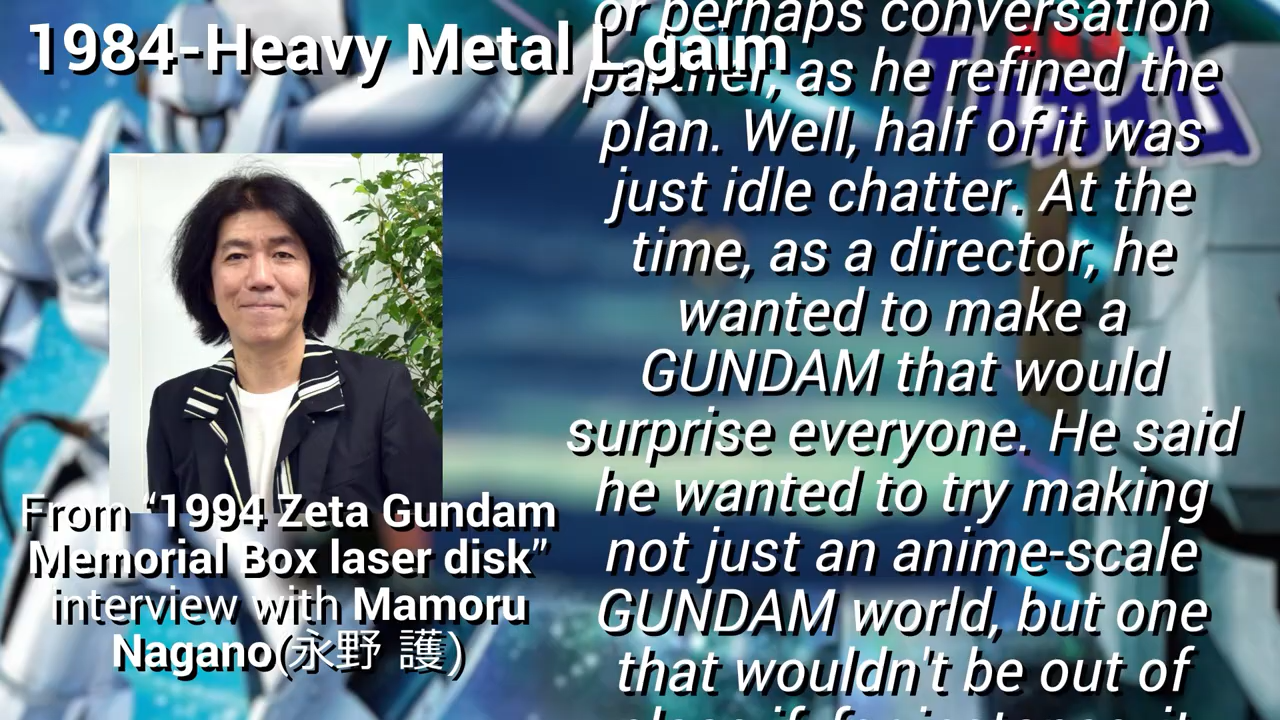 1984-Heavy Metal L.gaim
From “1994 Zeta Gundam
Memorial Box laser disk”
interview with Mamoru
Nagano(永野 護)
or perhaps conversation
partner, as he refined the
plan. Well, half of it was
just idle chatter. At the
time, as a director, he
wanted to make a
GUNDAM that would
surprise everyone. He said
he wanted to try making
not just an anime-scale
GUNDAM world, but one
that wouldn't be out of